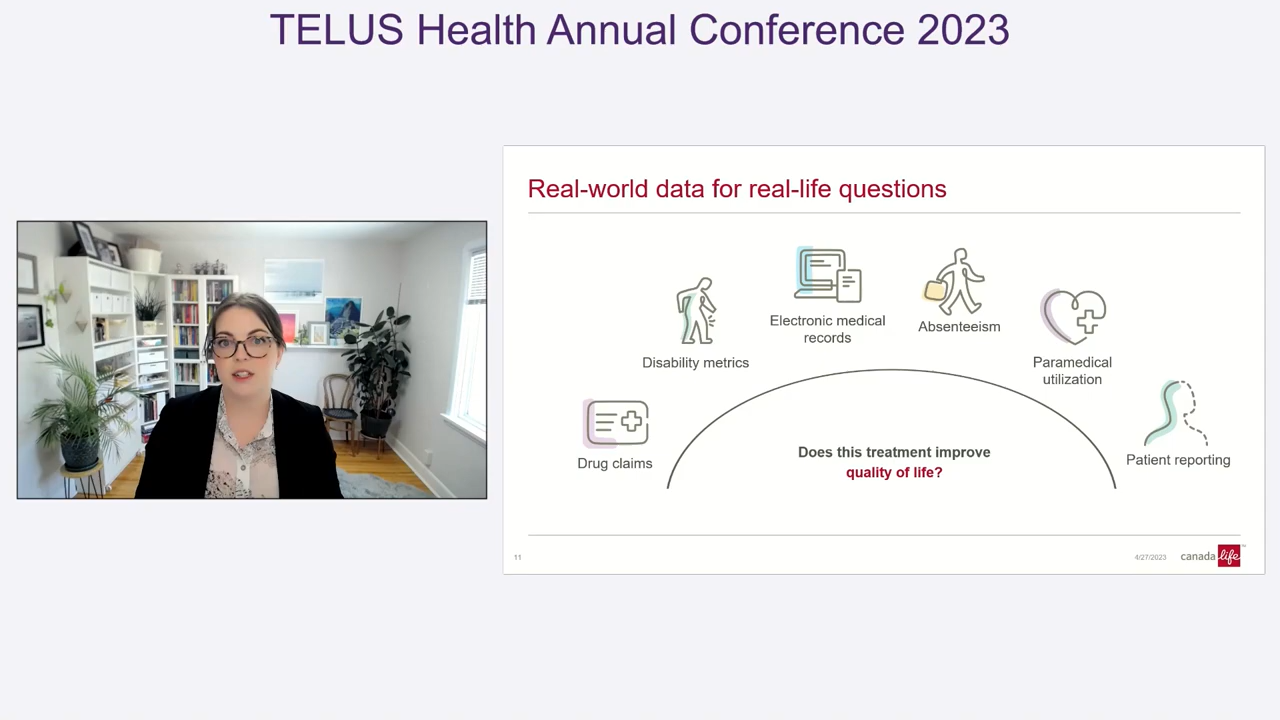 TELUS Health Annual Conference 2023
Real-world data for real-life questions
Electronic medical
records
Absenteeism
Disability metrics
Paramedical
utilization
Drug claims
Patient reporting
Does this treatment improve
quality of life?
11
4/27/2023
canada life